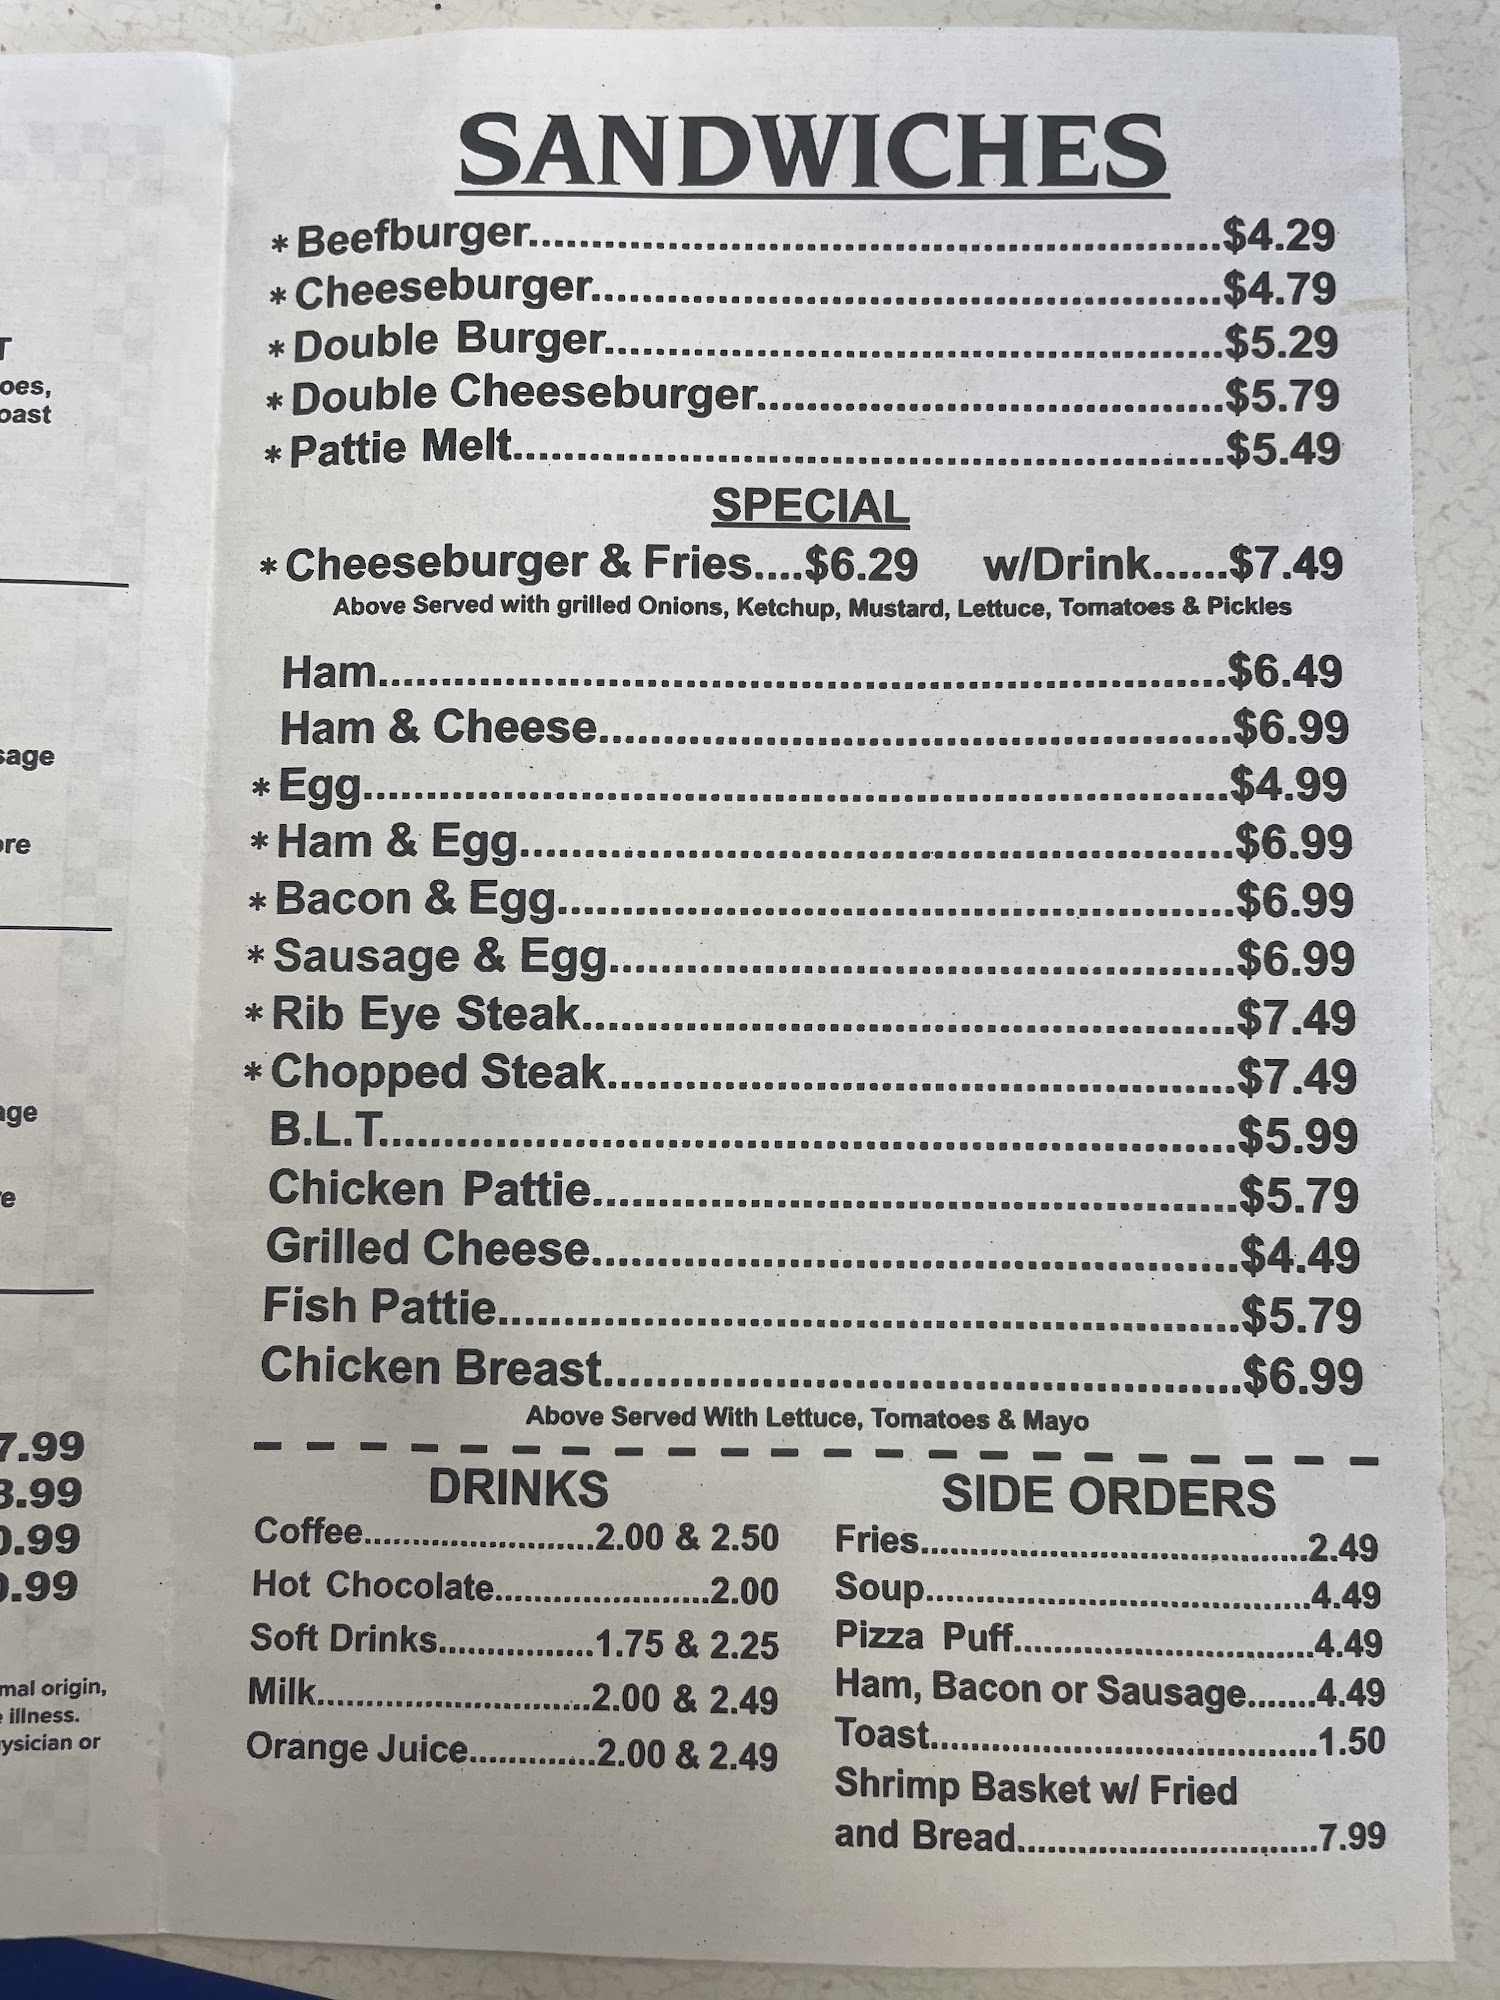 SANDWICHES
*Beefburger.....$4.29
*Cheeseburger.....$4.79
*Double Burger.....$5.29
*Double Cheeseburger.....$5.79
*Pattie Melt.....$5.49
SPECIAL
*Cheeseburger & Fries....$6.29 w/Drink......$7.49
Above Served with grilled Onions, Ketchup, Mustard, Lettuce, Tomatoes & Pickles
Ham.....$6.49
Ham & Cheese.....$6.99
*Egg.....$4.99
*Ham & Egg.....$6.99
*Bacon & Egg.....$6.99
*Sausage & Egg.....$6.99
*Rib Eye Steak.....$7.49
*Chopped Steak.....$7.49
B.L.T.....$5.99
Chicken Pattie.....$5.79
Grilled Cheese.....$4.49
Fish Pattie.....$5.79
Chicken Breast.....$6.99
Above Served With Lettuce, Tomatoes & Mayo
DRINKS
Coffee.....2.00 & 2.50
Hot Chocolate.....2.00
Soft Drinks.....1.75 & 2.25
Milk.....2.00 & 2.49
Orange Juice.....2.00 & 2.49
SIDE ORDERS
Fries.....2.49
Soup.....4.49
Pizza Puff.....4.49
Ham, Bacon or Sausage.....4.49
Toast.....1.50
Shrimp Basket w/ Fried
and Bread.....7.99
7.99
.99
.99
.99
origin,
illness.
or